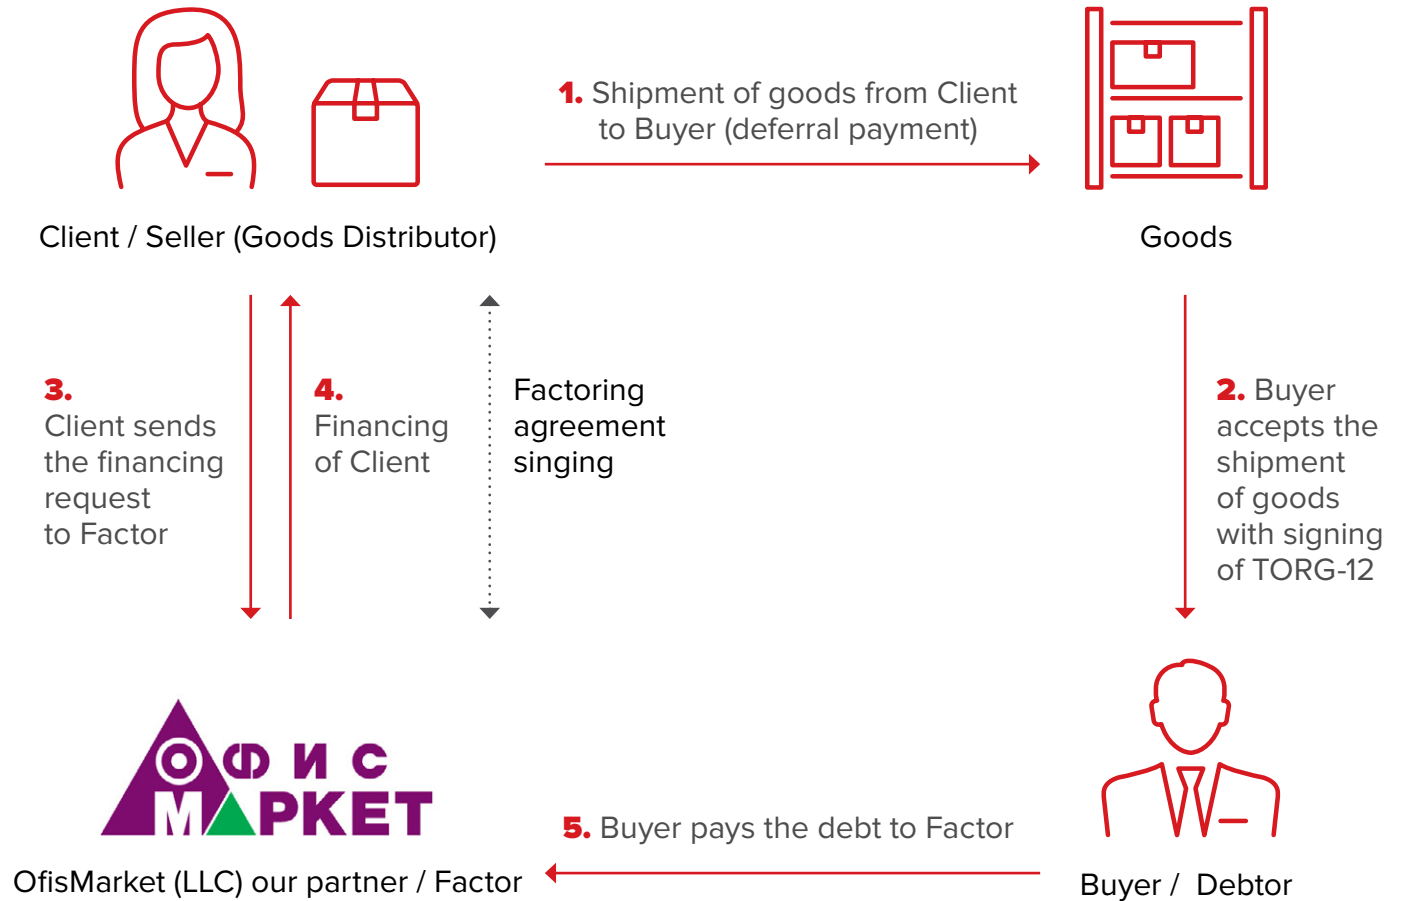 1. Shipment of goods from Client
to Buyer (deferral payment)
Client / Seller (Goods Distributor)
Goods
3.
Client sends
the financing
request
to Factor
4.
Financing
of Client
Factoring
agreement
singing
2. Buyer
accepts the
shipment
of goods
with signing
of TORG-12
ОФИС
МАРКЕТ
5. Buyer pays the debt to Factor
OfisMarket (LLC) our partner / Factor
Buyer / Debtor